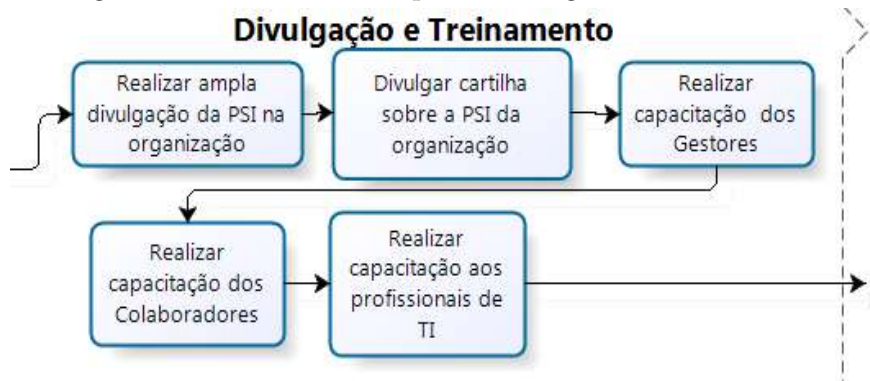 Divulgação e Treinamento
Realizar ampla
divulgação da PSI na
organização
Divulgar cartilha
sobre a PSI da
organização
Realizar
capacitação dos
Gestores
Realizar
capacitação dos
Colaboradores
Realizar
capacitação aos
profissionais de
TI